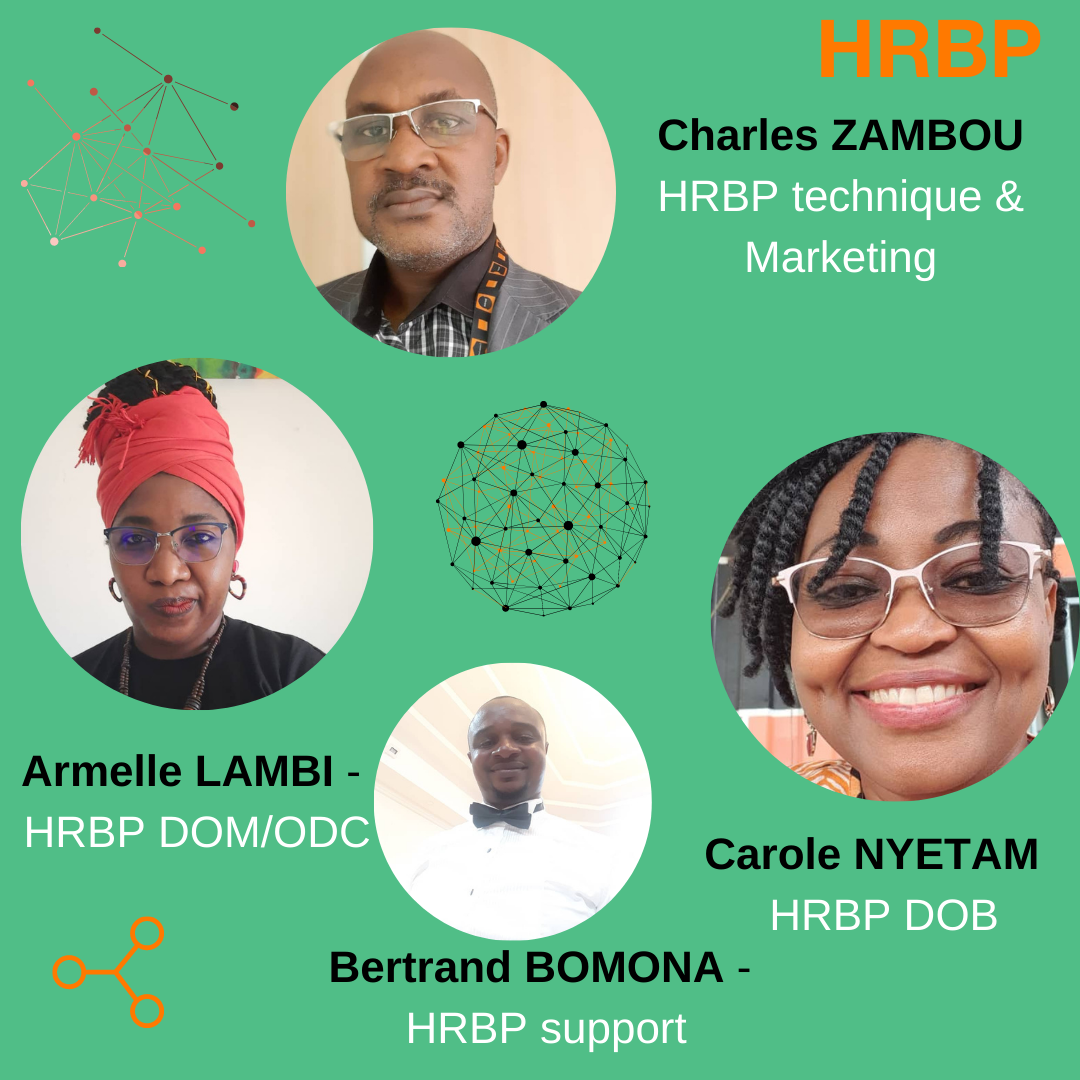 HRBP
Charles ZAMBOU
HRBP technique &
Marketing
Armelle LAMBI -
HRBP DOM/ODC
Carole NYETAM
HRBP DOB
Bertrand BOMONA -
HRBP support